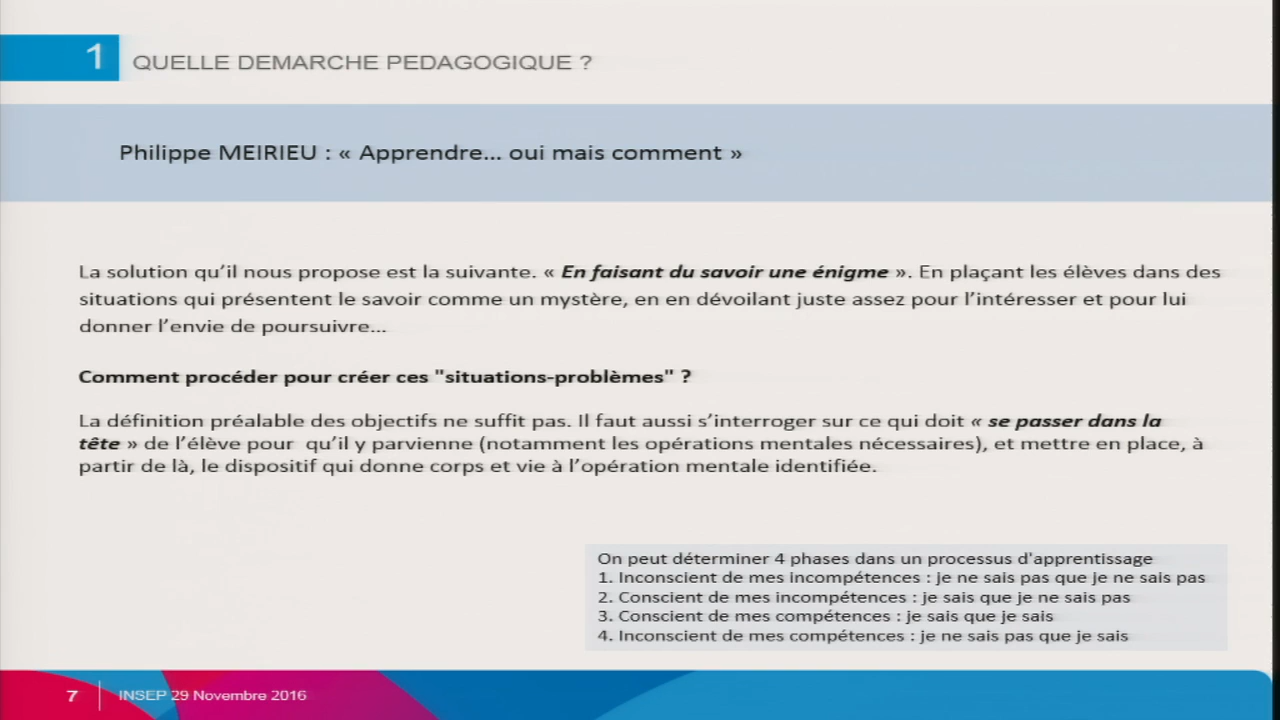 1 QUELLE DEMARCHE PEDAGOGIQUE ?
Philippe MEIRIEU : « Apprendre... oui mais comment »
La solution qu’il nous propose est la suivante. « En faisant du savoir une énigme ». En plaçant les élèves dans des
situations qui présentent le savoir comme un mystère, en en dévoilant juste assez pour l’intéresser et pour lui
donner l’envie de poursuivre...
Comment procéder pour créer ces "situations-problèmes" ?
La définition préalable des objectifs ne suffit pas. Il faut aussi s’interroger sur ce qui doit « se passer dans la
tête » de l’élève pour qu’il y parvienne (notamment les opérations mentales nécessaires), et mettre en place, à
partir de là, le dispositif qui donne corps et vie à l’opération mentale identifiée.
On peut déterminer 4 phases dans un processus d'apprentissage
1. Inconscient de mes incompétences : je ne sais pas que je ne sais pas
2. Conscient de mes incompétences : je sais que je ne sais pas
3. Conscient de mes compétences : je sais que je sais
4. Inconscient de mes compétences : je ne sais pas que je sais
7 INSEP 29 Novembre 2016